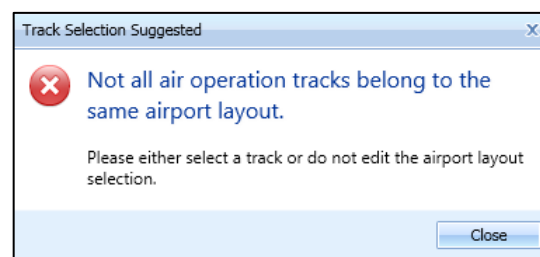 Track Selection Suggested
Not all air operation tracks belong to the
same airport layout.
Please either select a track or do not edit the airport layout
selection.
Close